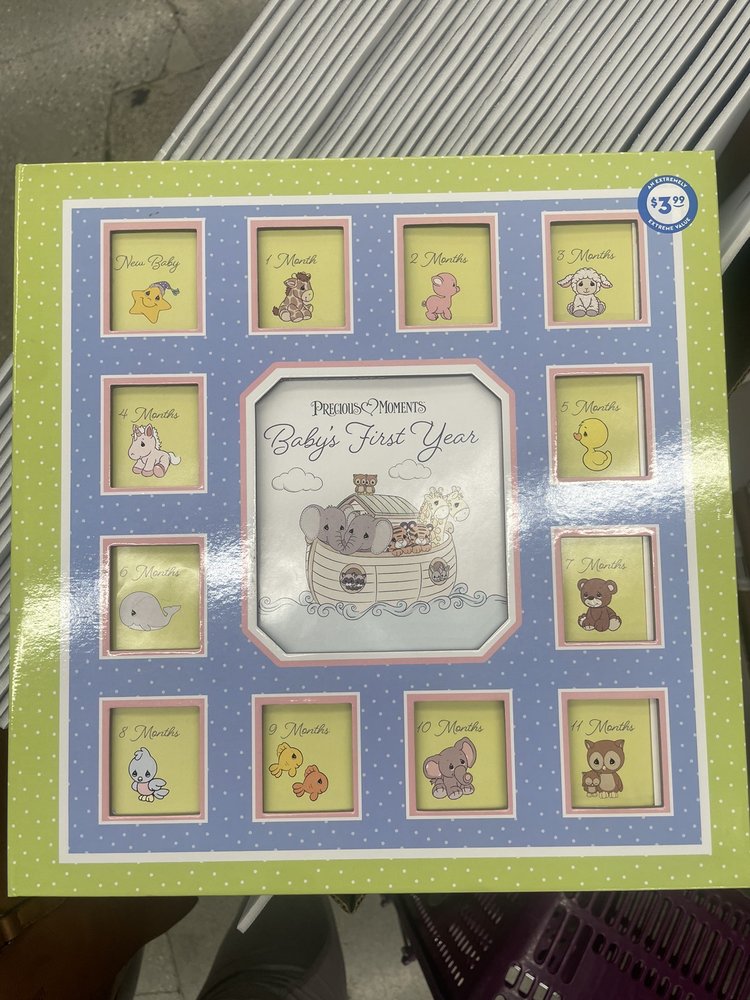 AN EXTREMELY
$3.99
EXTREME VALUE
New Baby
1 Month
2 Months
3 Months
4 Months
PRECIOUS MOMENTS
Baby's First Year
5 Months
6 Months
7 Months
8 Months
9 Months
10 Months
11 Months